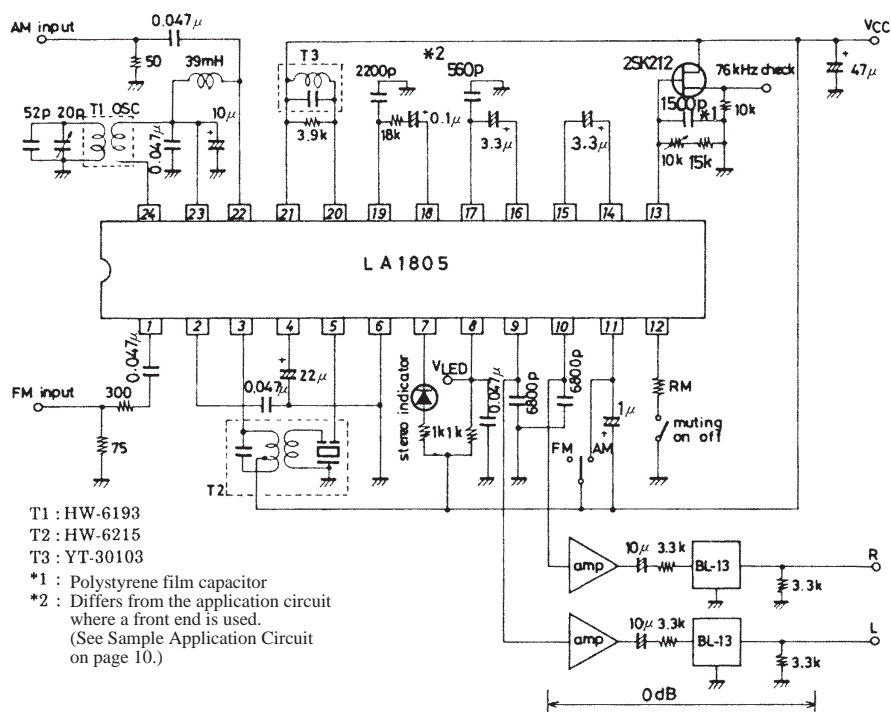 AM input
0.047μ
50
39mH
52p 20p T1 OSC
0.047μ
10μ
T3
3.9k
*2
2200p
18k
0.1μ
560p
3.3μ
3.3μ
2SK212
76kHz check
1500p
*1
10k
10k 15k
VCC
47μ
24 23 22 21 20 19 18 17 16 15 14 13
LA1805
1 2 3 4 5 6 7 8 9 10 11 12
0.047μ
FM input
300
75
0.047μ
22μ
T2
stereo indicator
VLED
1k 1k
0.047μ
6800p
6800p
FM AM
1μ
RM
muting
on off
T1 : HW-6193
T2 : HW-6215
T3 : YT-30103
*1 : Polystyrene film capacitor
*2 : Differs from the application circuit
where a front end is used.
(See Sample Application Circuit
on page 10.)
amp
10μ 3.3k
BL-13
3.3k
R
amp
10μ 3.3k
BL-13
3.3k
L
0dB